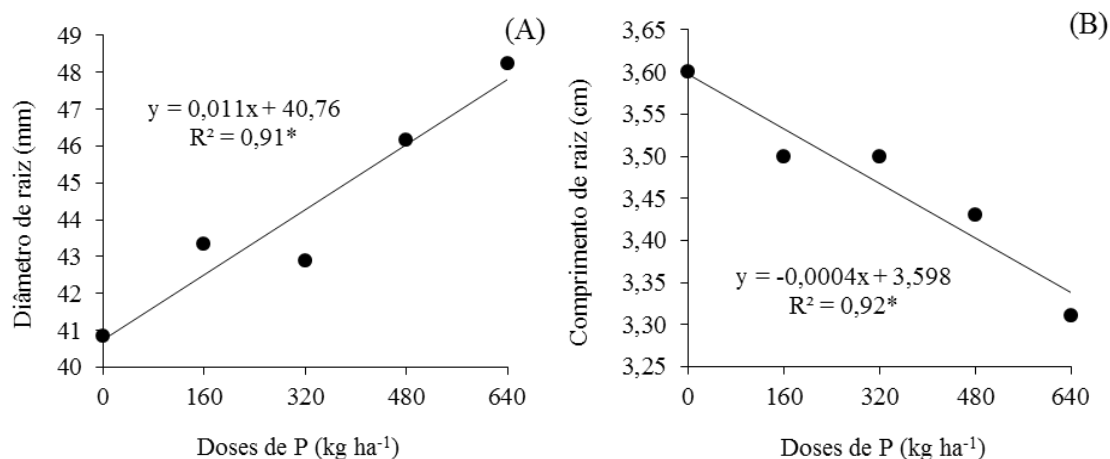 (A)
Diâmetro de raiz (mm)
49
48
47
46
45
44
43
42
41
40
y = 0,011x + 40,76
R² = 0,91*
0 160 320 480 640
Doses de P (kg ha⁻¹)
(B)
Comprimento de raiz (cm)
3,65
3,60
3,55
3,50
3,45
3,40
3,35
3,30
3,25
y = -0,0004x + 3,598
R² = 0,92*
0 160 320 480 640
Doses de P (kg ha⁻¹)